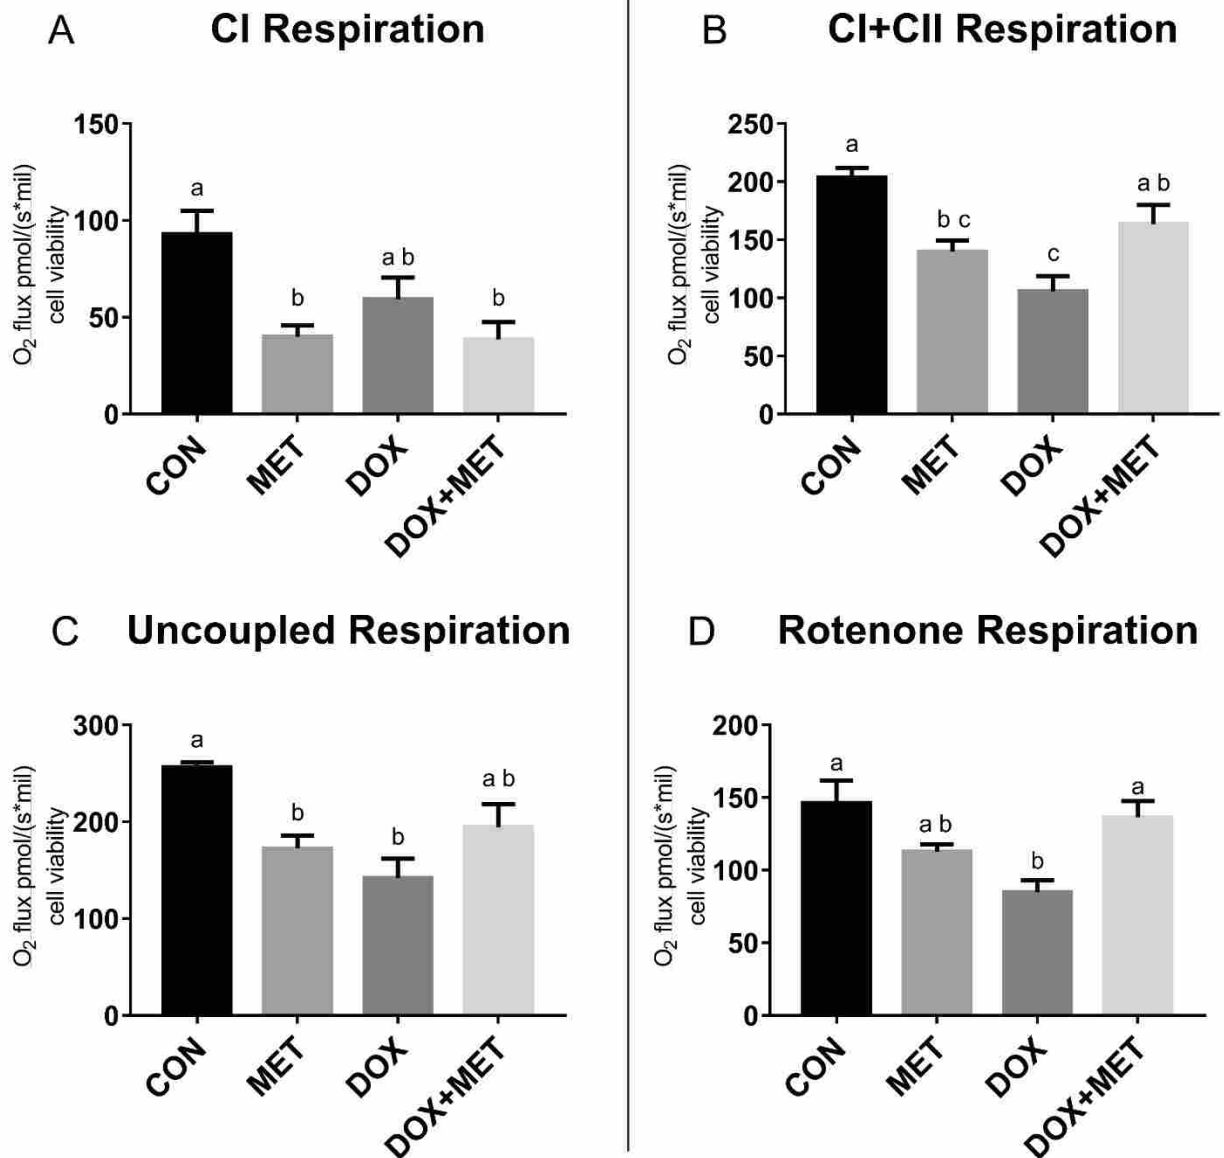 A CI Respiration
O₂ flux pmol/(s*mil)
cell viability
150
100
50
0
a
b
a b
b
CON
MET
DOX
DOX+MET
B CI+CII Respiration
O₂ flux pmol/(s*mil)
cell viability
250
200
150
100
50
0
a
b c
c
a b
CON
MET
DOX
DOX+MET
C Uncoupled Respiration
O₂ flux pmol/(s*mil)
cell viability
300
200
100
0
a
b
b
a b
CON
MET
DOX
DOX+MET
D Rotenone Respiration
O₂ flux pmol/(s*mil)
cell viability
200
150
100
50
0
a
a b
b
a
CON
MET
DOX
DOX+MET